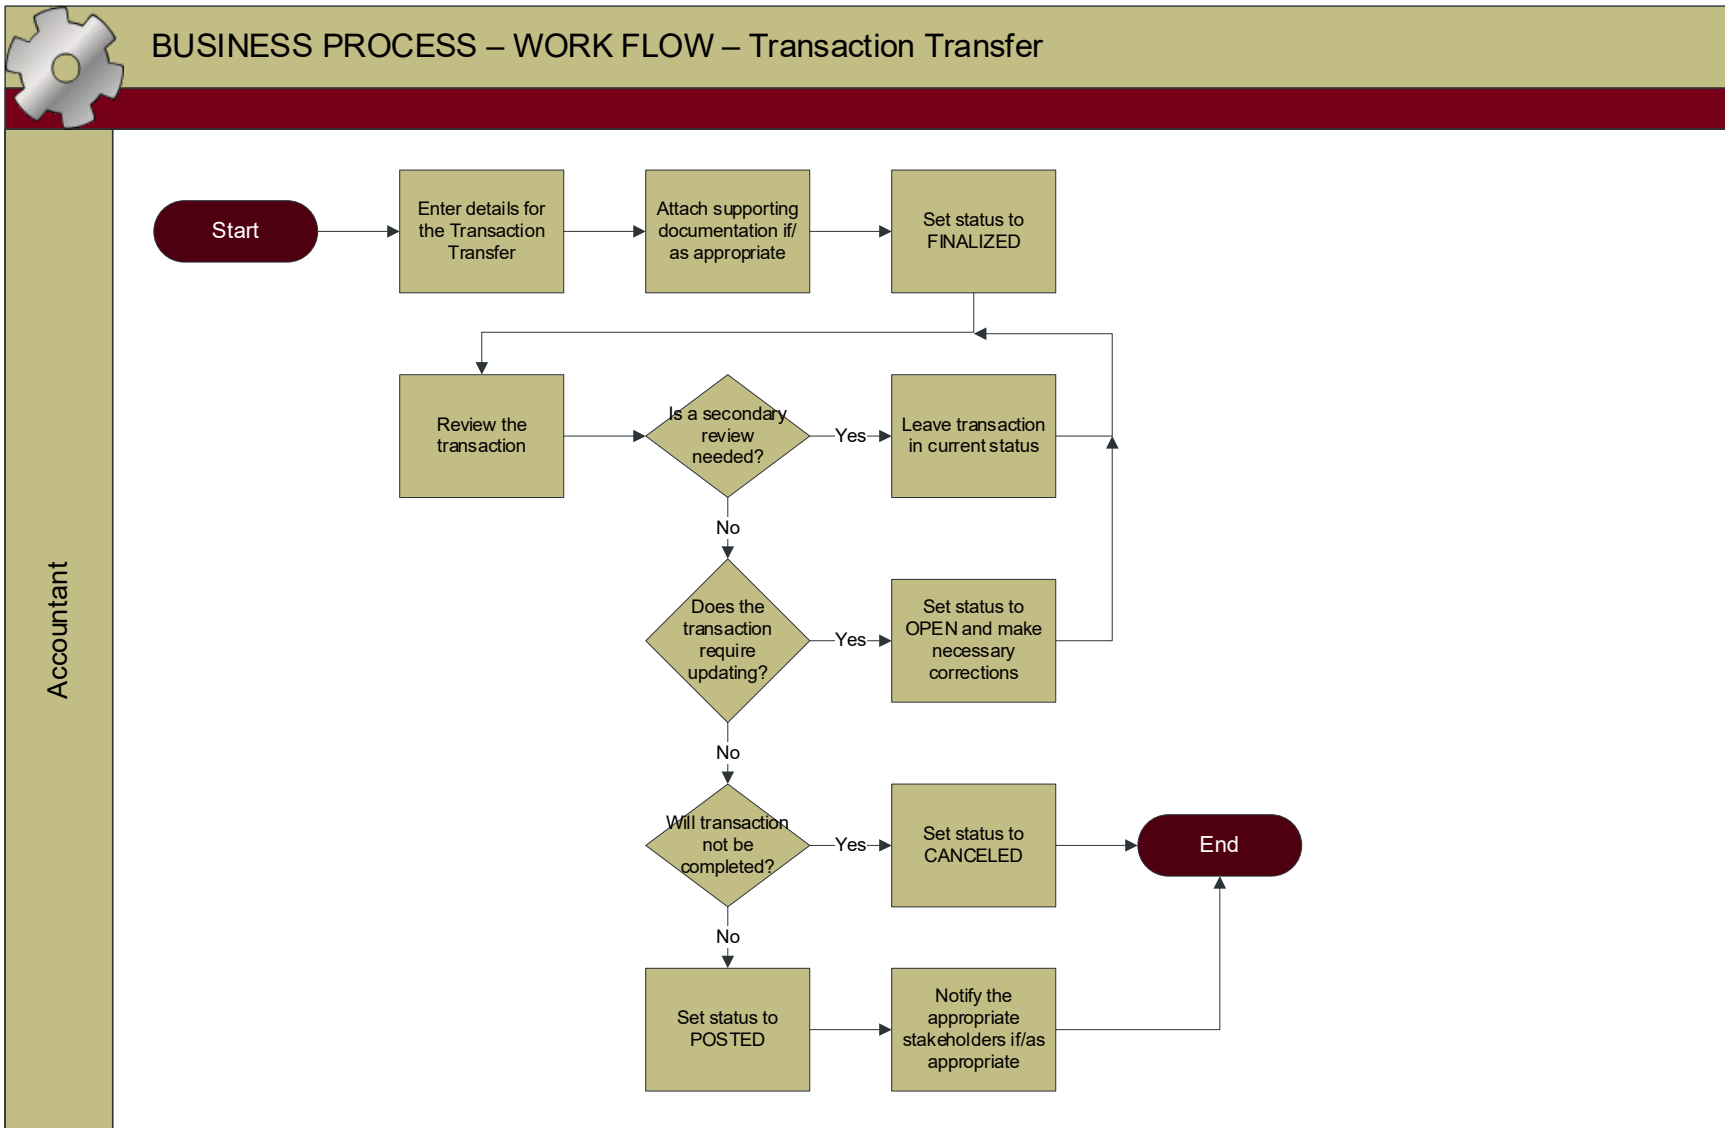 BUSINESS PROCESS – WORK FLOW – Transaction Transfer
Accountant
Start
Enter details for
the Transaction
Transfer
Attach supporting
documentation if/
as appropriate
Set status to
FINALIZED
Review the
transaction
Is a secondary
review
needed?
Yes
Leave transaction
in current status
No
Does the
transaction
require
updating?
Yes
Set status to
OPEN and make
necessary
corrections
No
Will transaction
not be
completed?
Yes
Set status to
CANCELED
End
No
Set status to
POSTED
Notify the
appropriate
stakeholders if/as
appropriate